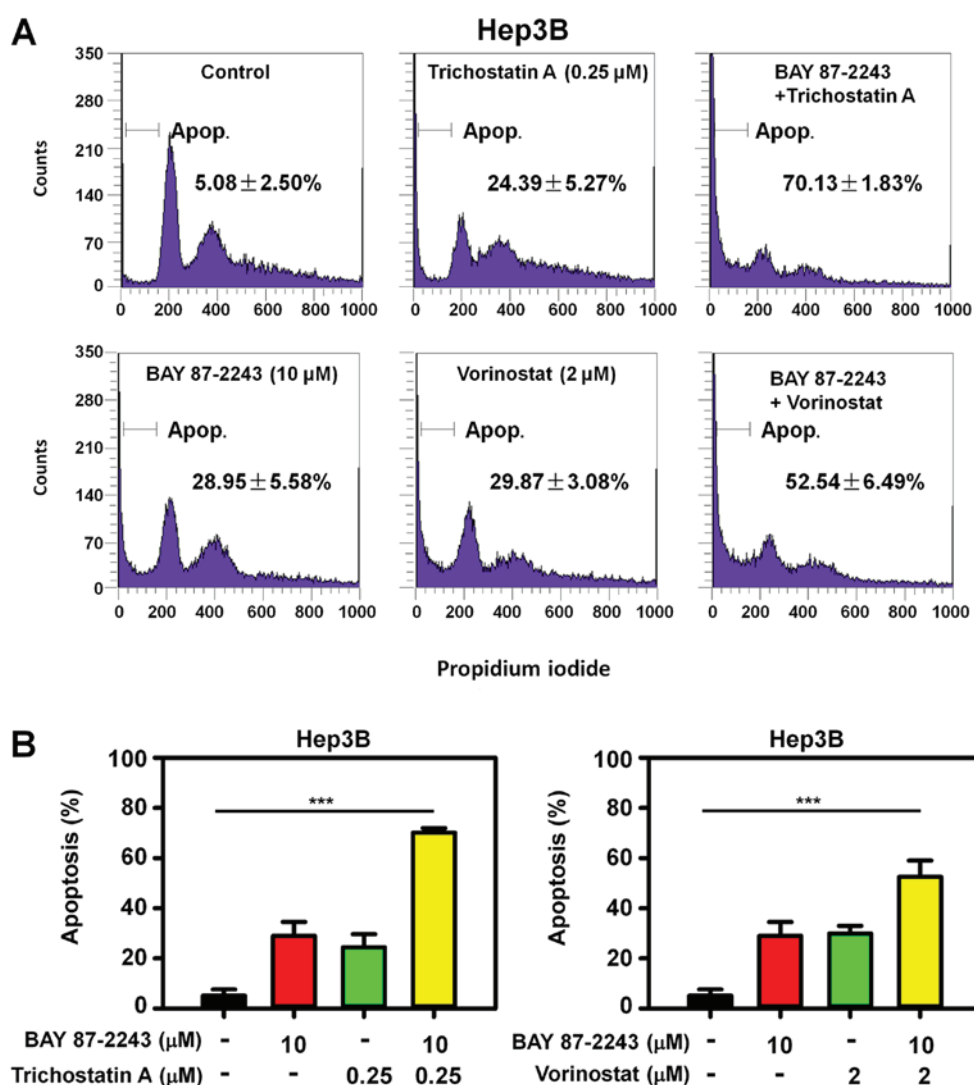 A
Hep3B
350
280
210
140
70
0
Counts
Control
Apop.
5.08±2.50%
0 200 400 600 800 1000
Trichostatin A (0.25 µM)
Apop.
24.39±5.27%
0 200 400 600 800 1000
BAY 87-2243
+Trichostatin A
Apop.
70.13±1.83%
0 200 400 600 800 1000
350
280
210
140
70
0
Counts
BAY 87-2243 (10 µM)
Apop.
28.95±5.58%
0 200 400 600 800 1000
Vorinostat (2 µM)
Apop.
29.87±3.08%
0 200 400 600 800 1000
BAY 87-2243
+ Vorinostat
Apop.
52.54±6.49%
0 200 400 600 800 1000
Propidium iodide
B
Hep3B
100
80
60
40
20
0
Apoptosis (%)
***
BAY 87-2243 (µM) - 10 - 10
Trichostatin A (µM) - - 0.25 0.25
Hep3B
100
80
60
40
20
0
Apoptosis (%)
***
BAY 87-2243 (µM) - 10 - 10
Vorinostat (µM) - - 2 2